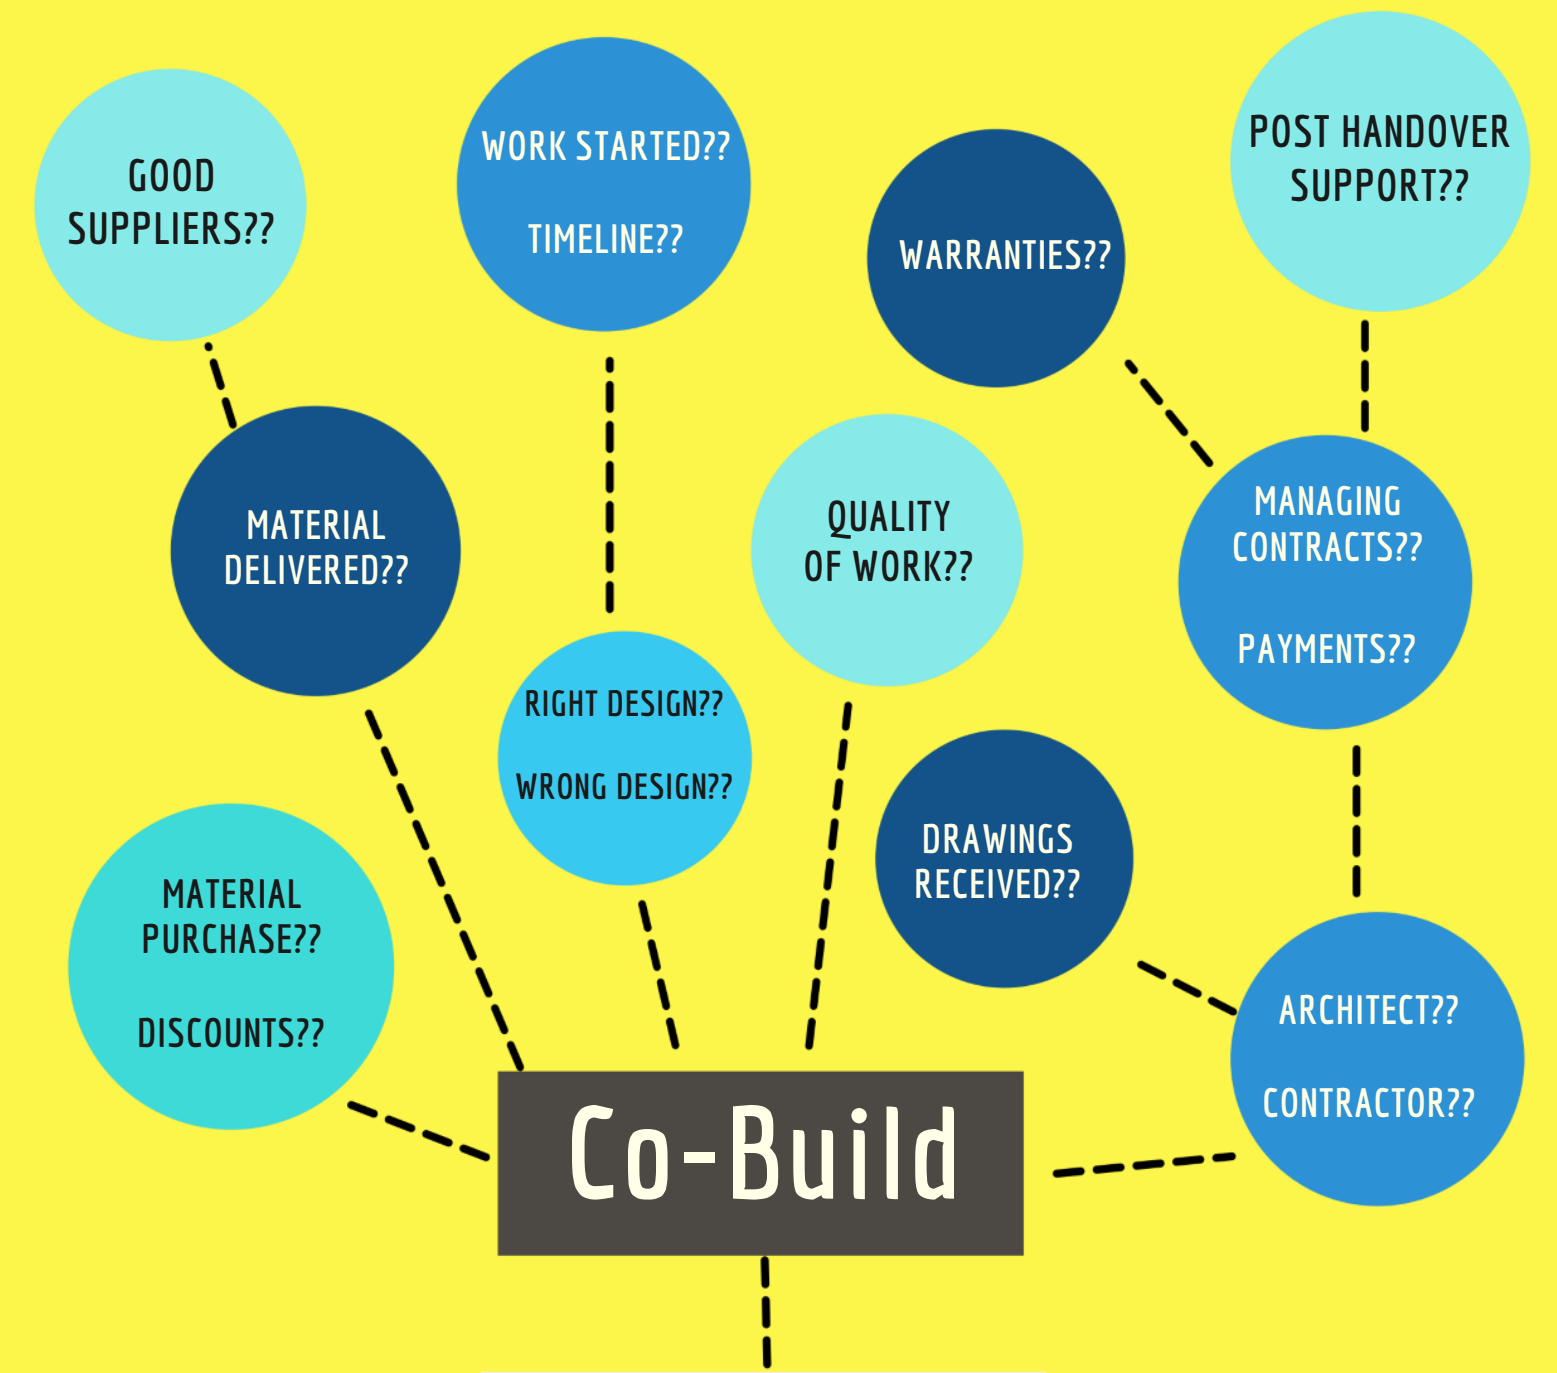 GOOD
SUPPLIERS??
WORK STARTED??
TIMELINE??
WARRANTIES??
POST HANDOVER
SUPPORT??
MATERIAL
DELIVERED??
QUALITY
OF WORK??
MANAGING
CONTRACTS??
PAYMENTS??
RIGHT DESIGN??
WRONG DESIGN??
MATERIAL
PURCHASE??
DISCOUNTS??
DRAWINGS
RECEIVED??
ARCHITECT??
CONTRACTOR??
Co-Build